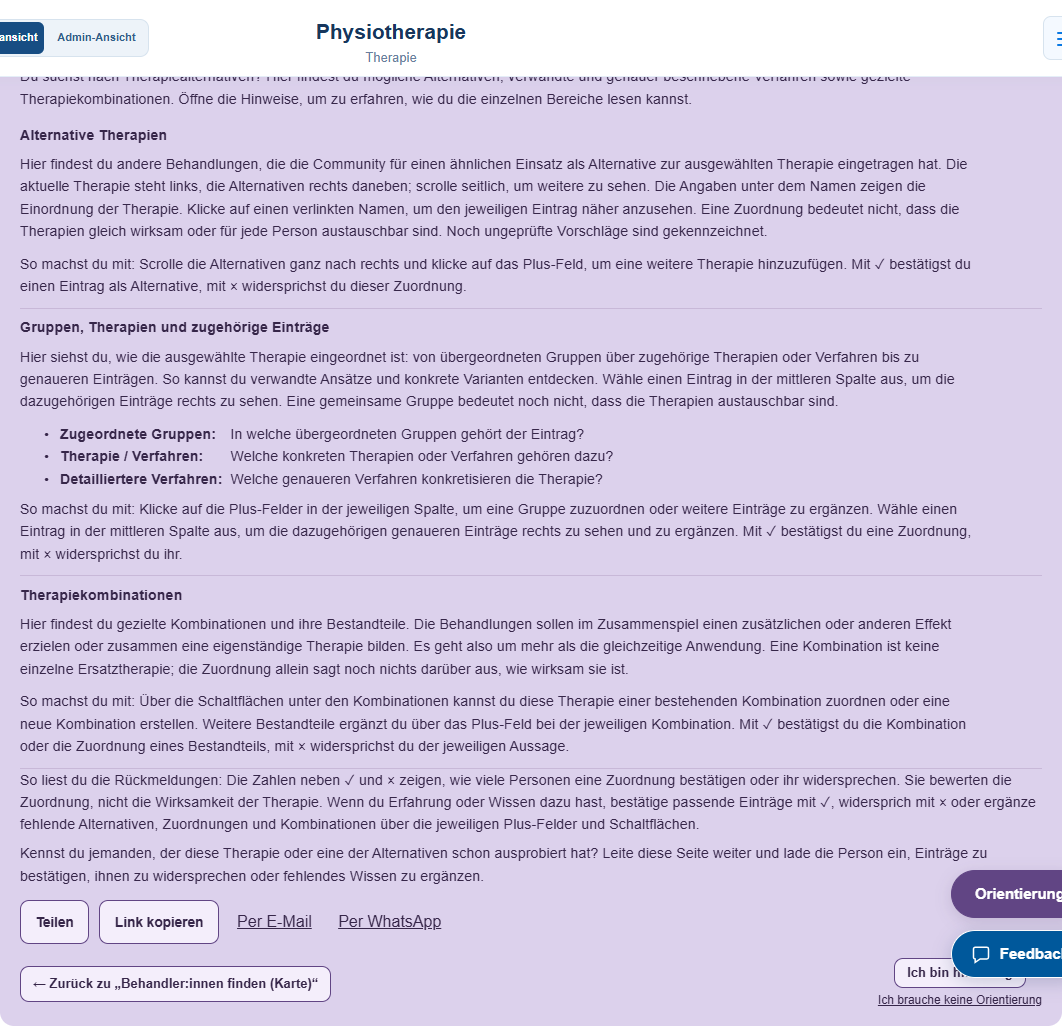 ansicht
Admin-Ansicht
Physiotherapie
Therapie
Du suchst nach Therapiealternativen? Hier findest du mögliche Alternativen, verwandte und genauer beschriebene Verfahren sowie gezielte
Therapiekombinationen. Öffne die Hinweise, um zu erfahren, wie du die einzelnen Bereiche lesen kannst.
Alternative Therapien
Hier findest du andere Behandlungen, die die Community für einen ähnlichen Einsatz als Alternative zur ausgewählten Therapie eingetragen hat. Die
aktuelle Therapie steht links, die Alternativen rechts daneben; scrolle seitlich, um weitere zu sehen. Die Angaben unter dem Namen zeigen die
Einordnung der Therapie. Klicke auf einen verlinkten Namen, um den jeweiligen Eintrag näher anzusehen. Eine Zuordnung bedeutet nicht, dass die
Therapien gleich wirksam oder für jede Person austauschbar sind. Noch ungeprüfte Vorschläge sind gekennzeichnet.
So machst du mit: Scrolle die Alternativen ganz nach rechts und klicke auf das Plus-Feld, um eine weitere Therapie hinzuzufügen. Mit ✓ bestätigst du
einen Eintrag als Alternative, mit × widersprichst du dieser Zuordnung.
Gruppen, Therapien und zugehörige Einträge
Hier siehst du, wie die ausgewählte Therapie eingeordnet ist: von übergeordneten Gruppen über zugehörige Therapien oder Verfahren bis zu
genaueren Einträgen. So kannst du verwandte Ansätze und konkrete Varianten entdecken. Wähle einen Eintrag in der mittleren Spalte aus, um die
dazugehörigen Einträge rechts zu sehen. Eine gemeinsame Gruppe bedeutet noch nicht, dass die Therapien austauschbar sind.
• Zugeordnete Gruppen: In welche übergeordneten Gruppen gehört der Eintrag?
• Therapie / Verfahren: Welche konkreten Therapien oder Verfahren gehören dazu?
• Detailliertere Verfahren: Welche genaueren Verfahren konkretisieren die Therapie?
So machst du mit: Klicke auf die Plus-Felder in der jeweiligen Spalte, um eine Gruppe zuzuordnen oder weitere Einträge zu ergänzen. Wähle einen
Eintrag in der mittleren Spalte aus, um die dazugehörigen genaueren Einträge rechts zu sehen und zu ergänzen. Mit ✓ bestätigst du eine Zuordnung,
mit × widersprichst du ihr.
Therapiekombinationen
Hier findest du gezielte Kombinationen und ihre Bestandteile. Die Behandlungen sollen im Zusammenspiel einen zusätzlichen oder anderen Effekt
erzielen oder zusammen eine eigenständige Therapie bilden. Es geht also um mehr als die gleichzeitige Anwendung. Eine Kombination ist keine
einzelne Ersatztherapie; die Zuordnung allein sagt noch nichts darüber aus, wie wirksam sie ist.
So machst du mit: Über die Schaltflächen unter den Kombinationen kannst du diese Therapie einer bestehenden Kombination zuordnen oder eine
neue Kombination erstellen. Weitere Bestandteile ergänzt du über das Plus-Feld bei der jeweiligen Kombination. Mit ✓ bestätigst du die Kombination
oder die Zuordnung eines Bestandteils, mit × widersprichst du der jeweiligen Aussage.
So liest du die Rückmeldungen: Die Zahlen neben ✓ und × zeigen, wie viele Personen eine Zuordnung bestätigen oder ihr widersprechen. Sie bewerten die
Zuordnung, nicht die Wirksamkeit der Therapie. Wenn du Erfahrung oder Wissen dazu hast, bestätige passende Einträge mit ✓, widersprich mit × oder ergänze
fehlende Alternativen, Zuordnungen und Kombinationen über die jeweiligen Plus-Felder und Schaltflächen.
Kennst du jemanden, der diese Therapie oder eine der Alternativen schon ausprobiert hat? Leite diese Seite weiter und lade die Person ein, Einträge zu
bestätigen, ihnen zu widersprechen oder fehlendes Wissen zu ergänzen.
Orientierung
Teilen
Link kopieren
Per E-Mail
Per WhatsApp
Feedbac
← Zurück zu „Behandler:innen finden (Karte)“
Ich bin
Ich brauche keine Orientierung